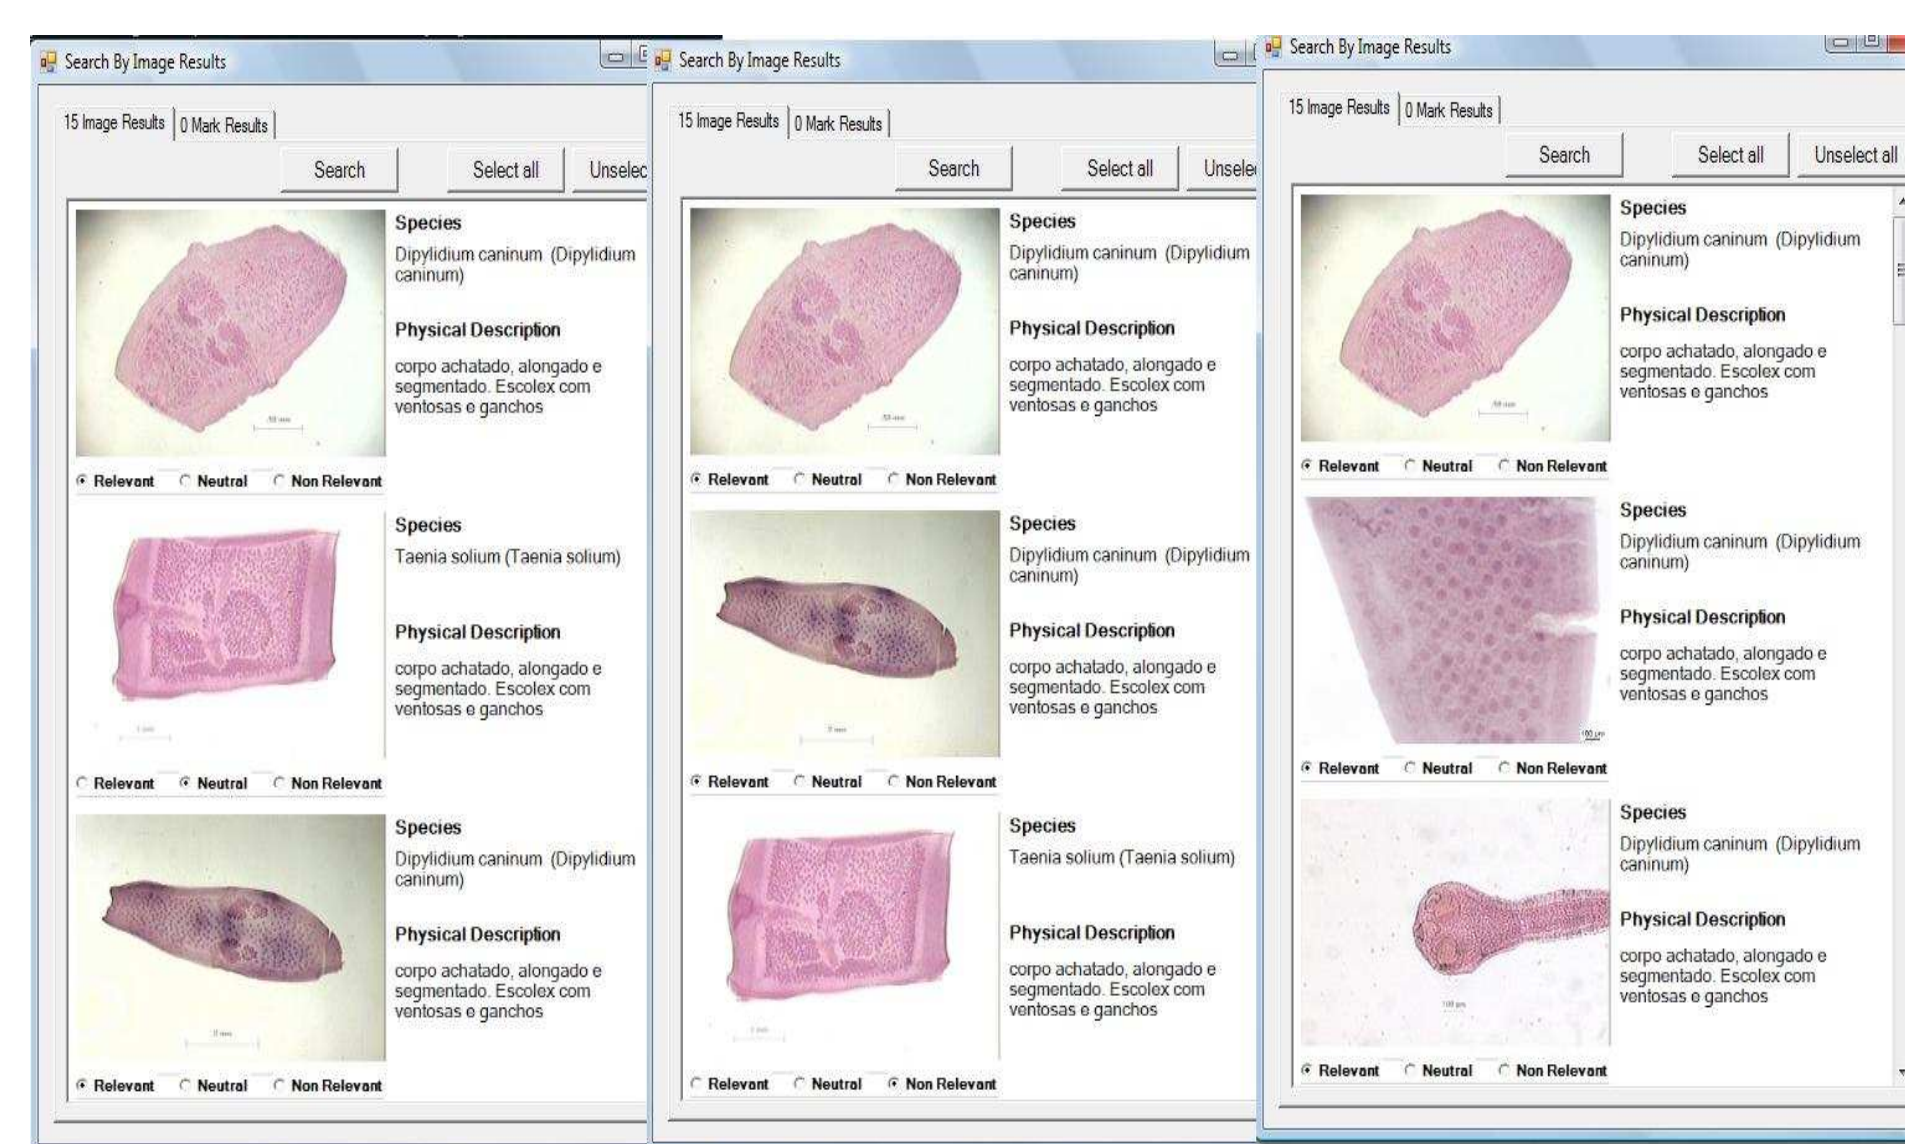 Search By Image Results
15 Image Results
0 Mark Results
Search
Select all
Unselec
Species
Dipylidium caninum (Dipylidium
caninum)
Physical Description
corpo achatado, alongado e
segmentado. Escolex com
ventosas e ganchos
Relevant Neutral Non Relevant
Species
Taenia solium (Taenia solium)
Physical Description
corpo achatado, alongado e
segmentado. Escolex com
ventosas e ganchos
Relevant Neutral Non Relevant
Species
Dipylidium caninum (Dipylidium
caninum)
Physical Description
corpo achatado, alongado e
segmentado. Escolex com
ventosas e ganchos
Relevant Neutral Non Relevant
Search By Image Results
15 Image Results
0 Mark Results
Search
Select all
Unselec
Species
Dipylidium caninum (Dipylidium
caninum)
Physical Description
corpo achatado, alongado e
segmentado. Escolex com
ventosas e ganchos
Relevant Neutral Non Relevant
Species
Dipylidium caninum (Dipylidium
caninum)
Physical Description
corpo achatado, alongado e
segmentado. Escolex com
ventosas e ganchos
Relevant Neutral Non Relevant
Species
Taenia solium (Taenia solium)
Physical Description
corpo achatado, alongado e
segmentado. Escolex com
ventosas e ganchos
Relevant Neutral Non Relevant
Search By Image Results
15 Image Results
0 Mark Results
Search
Select all
Unselect all
Species
Dipylidium caninum (Dipylidium
caninum)
Physical Description
corpo achatado, alongado e
segmentado. Escolex com
ventosas e ganchos
Relevant Neutral Non Relevant
Species
Dipylidium caninum (Dipylidium
caninum)
Physical Description
corpo achatado, alongado e
segmentado. Escolex com
ventosas e ganchos
100 µm
Relevant Neutral Non Relevant
Species
Dipylidium caninum (Dipylidium
caninum)
Physical Description
corpo achatado, alongado e
segmentado. Escolex com
ventosas e ganchos
100 µm
Relevant Neutral Non Relevant